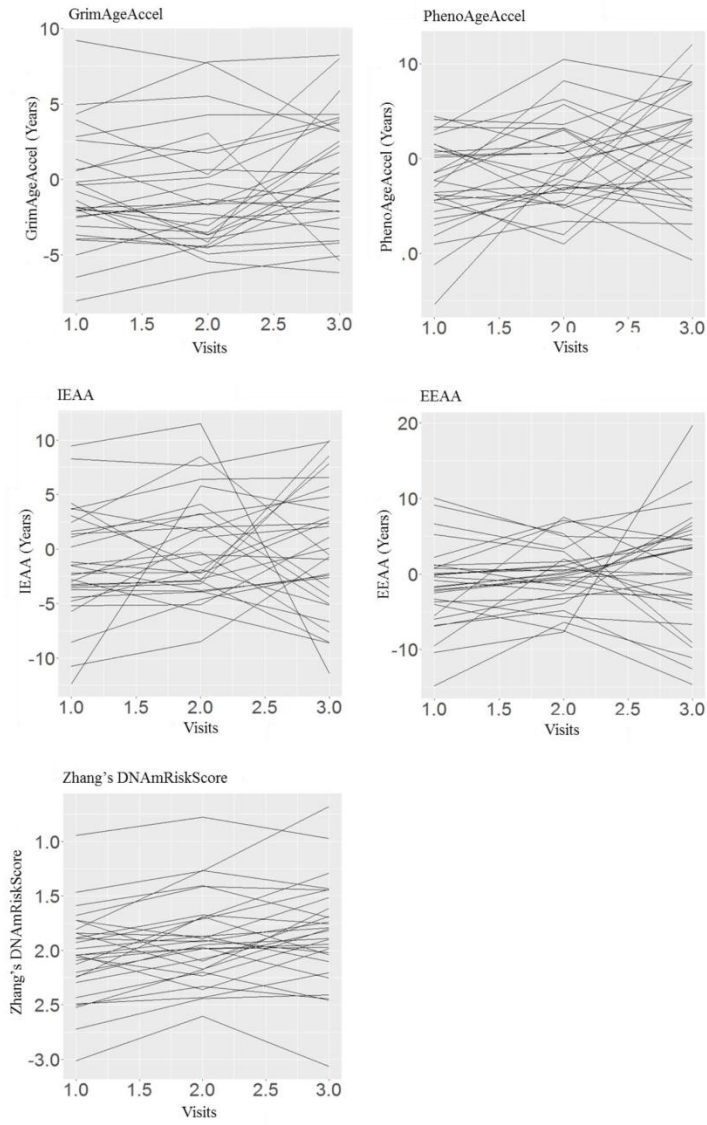 GrimAgeAccel
PhenoAgeAccel
10
5
0
-5
GrimAgeAccel (Years)
1.0 1.5 2.0 2.5 3.0
Visits
10
0
.0
PhenoAgeAccel (Years)
1.0 1.5 2.0 2.5 3.0
Visits
IEAA
EEAA
10
5
0
-5
-10
IEAA (Years)
1.0 1.5 2.0 2.5 3.0
Visits
20
10
0
-10
EEAA (Years)
1.0 1.5 2.0 2.5 3.0
Visits
Zhang's DNAmRiskScore
1.0
1.5
2.0
2.5
-3.0
Zhang's DNAmRiskScore
1.0 1.5 2.0 2.5 3.0
Visits